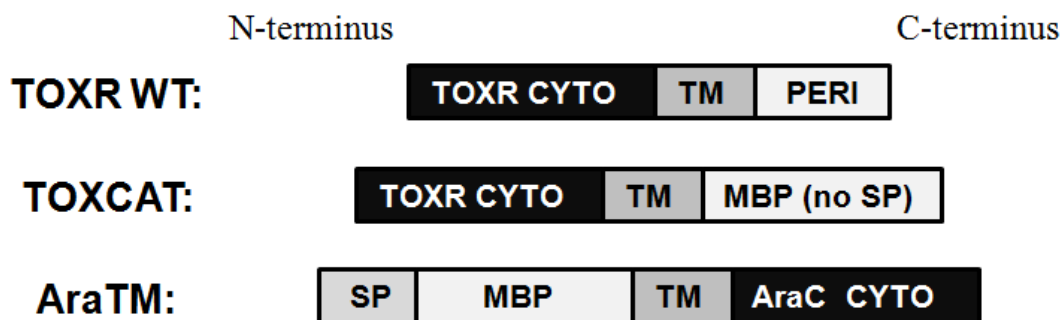 N-terminus C-terminus
TOXR WT: TOXR CYTO TM PERI
TOXCAT: TOXR CYTO TM MBP (no SP)
AraTM: SP MBP TM AraC CYTO